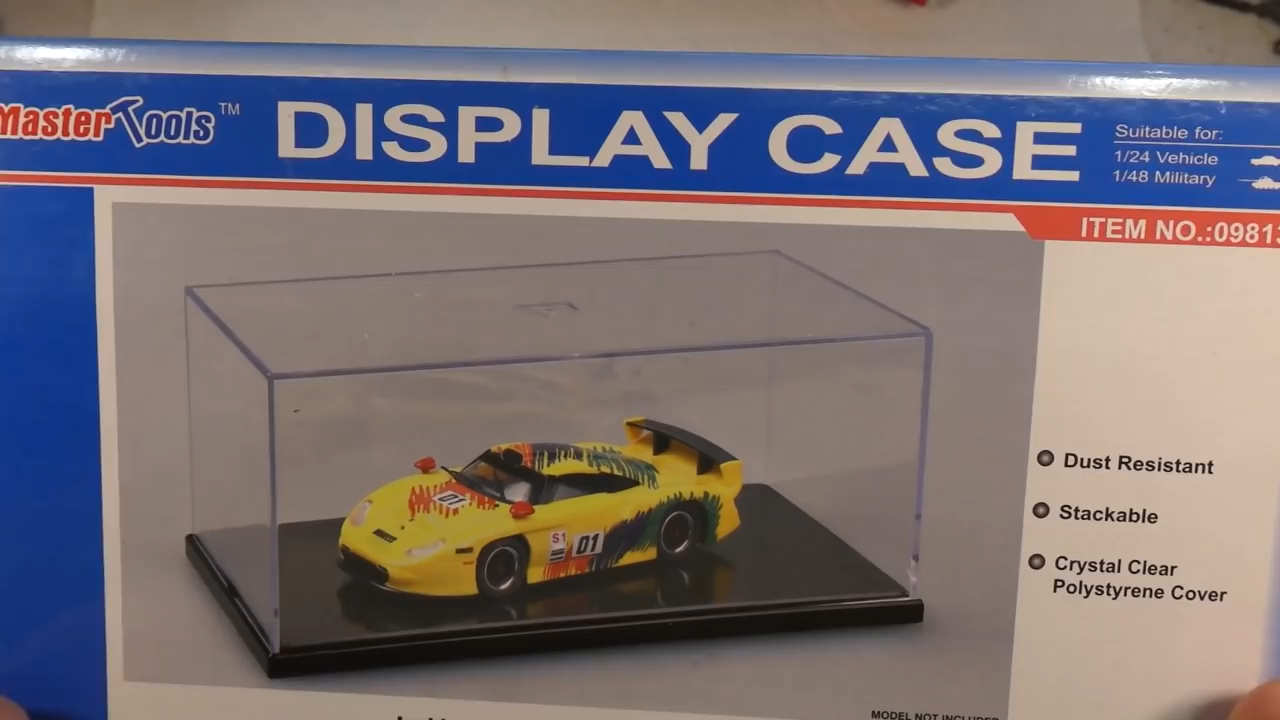 MasterTools™
DISPLAY CASE
Suitable for:
1/24 Vehicle
1/48 Military
ITEM NO.:09813
01
S1
01
Dust Resistant
Stackable
Crystal Clear
Polystyrene Cover
MODEL NOT INCLUDED